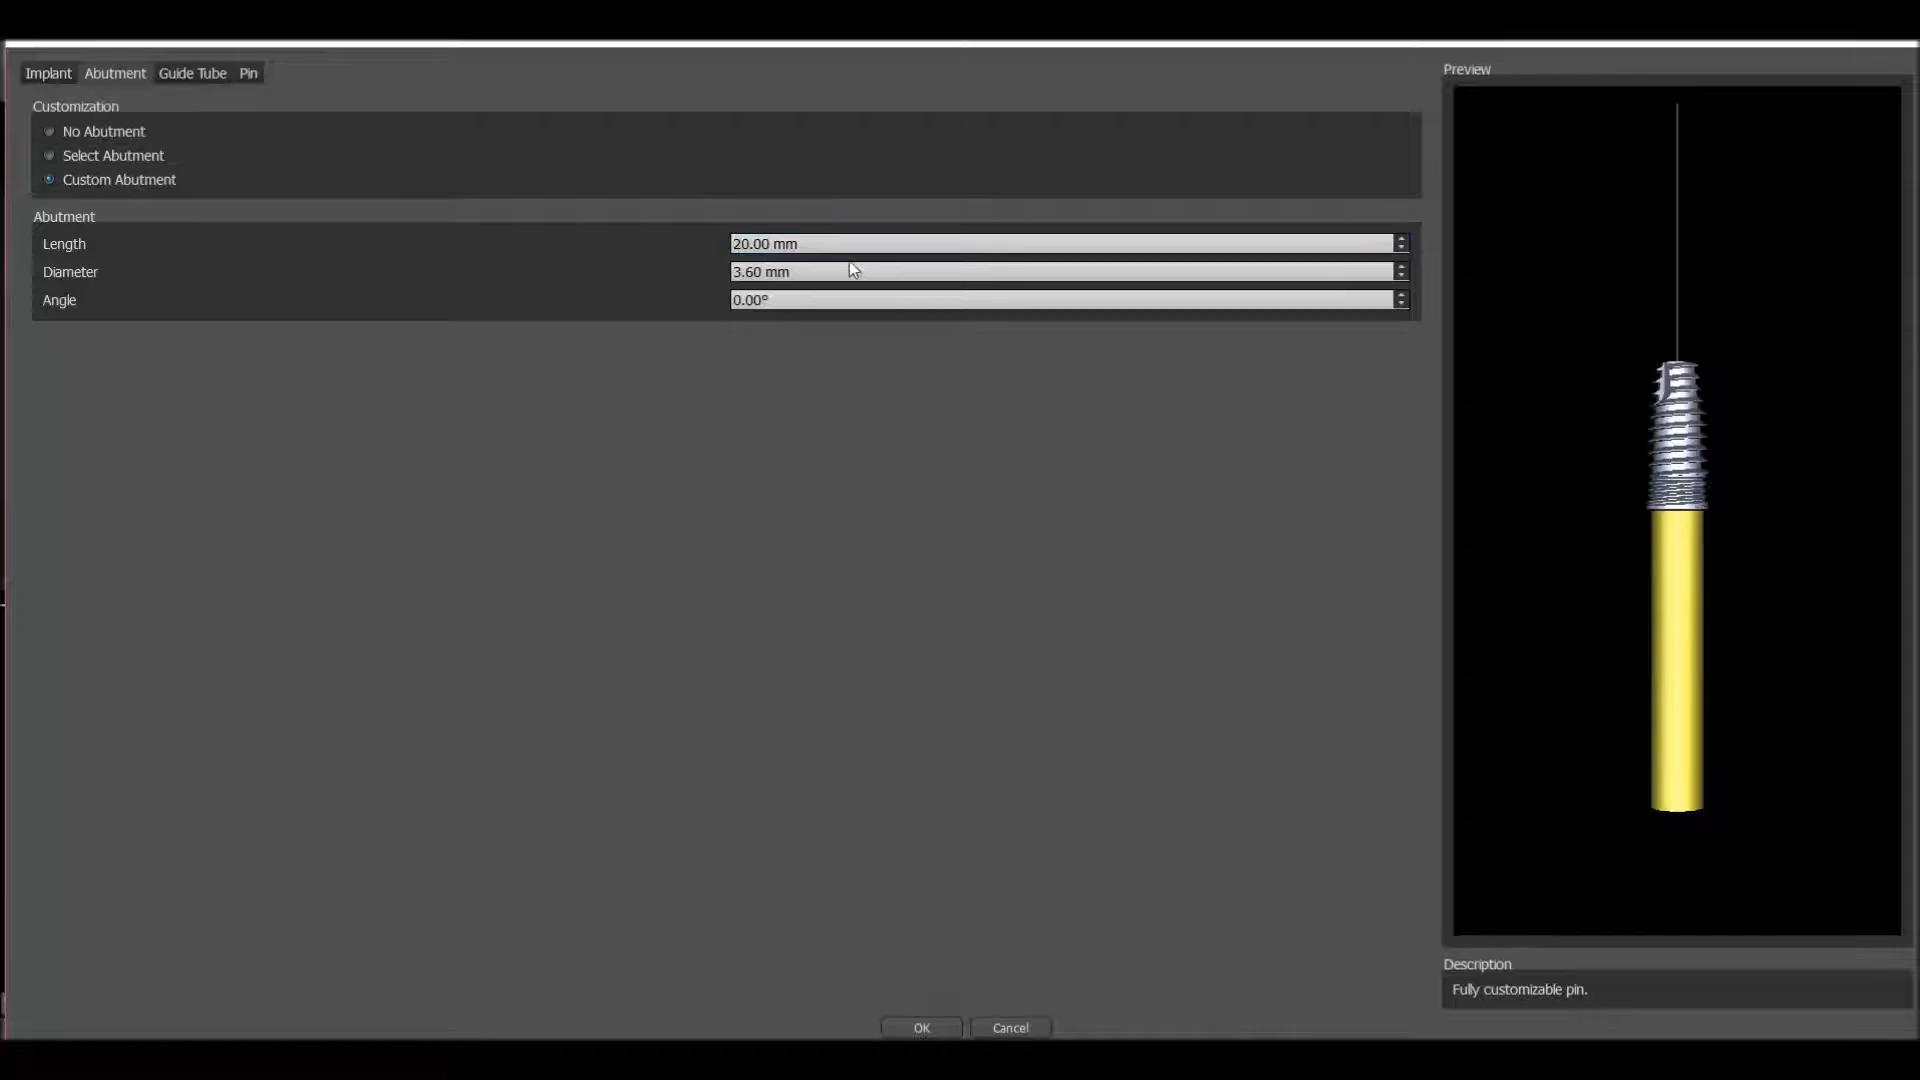 Implant Abutment Guide Tube Pin
Customization
No Abutment
Select Abutment
Custom Abutment
Abutment
Length 20.00 mm
Diameter 3.60 mm
Angle 0.00°
OK Cancel
Preview
Description
Fully customizable pin.